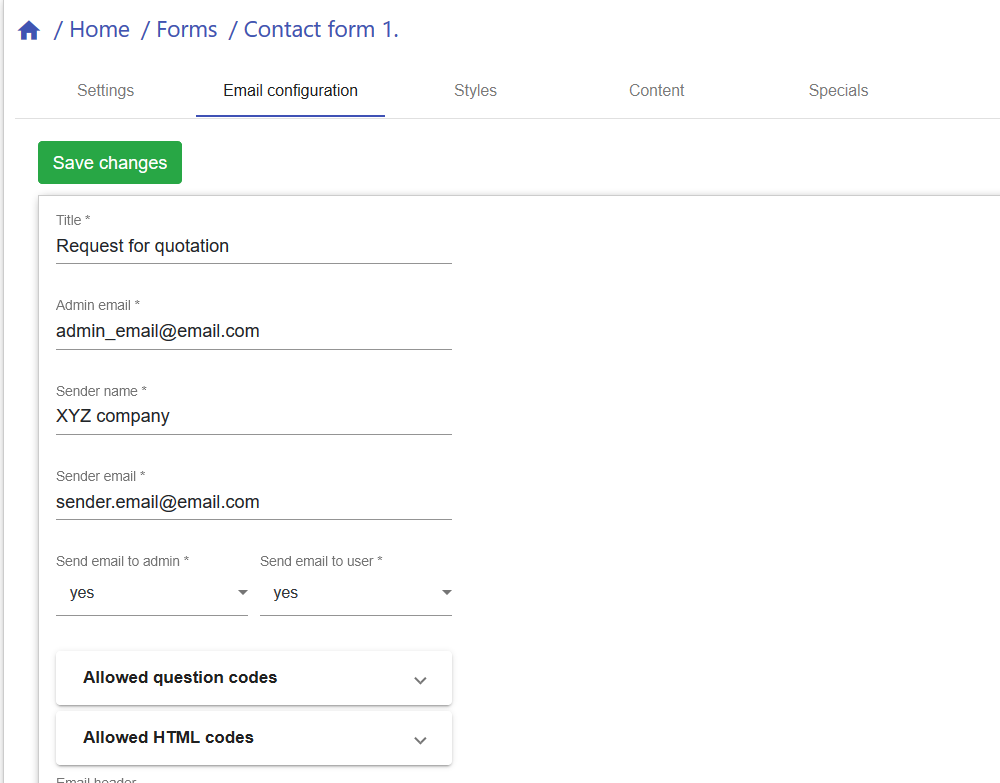 / Home / Forms / Contact form 1.
Settings Email configuration Styles Content Specials
Save changes
Title *
Request for quotation
Admin email *
admin_email@email.com
Sender name *
XYZ company
Sender email *
sender.email@email.com
Send email to admin * Send email to user *
yes yes
Allowed question codes
Allowed HTML codes
Email header